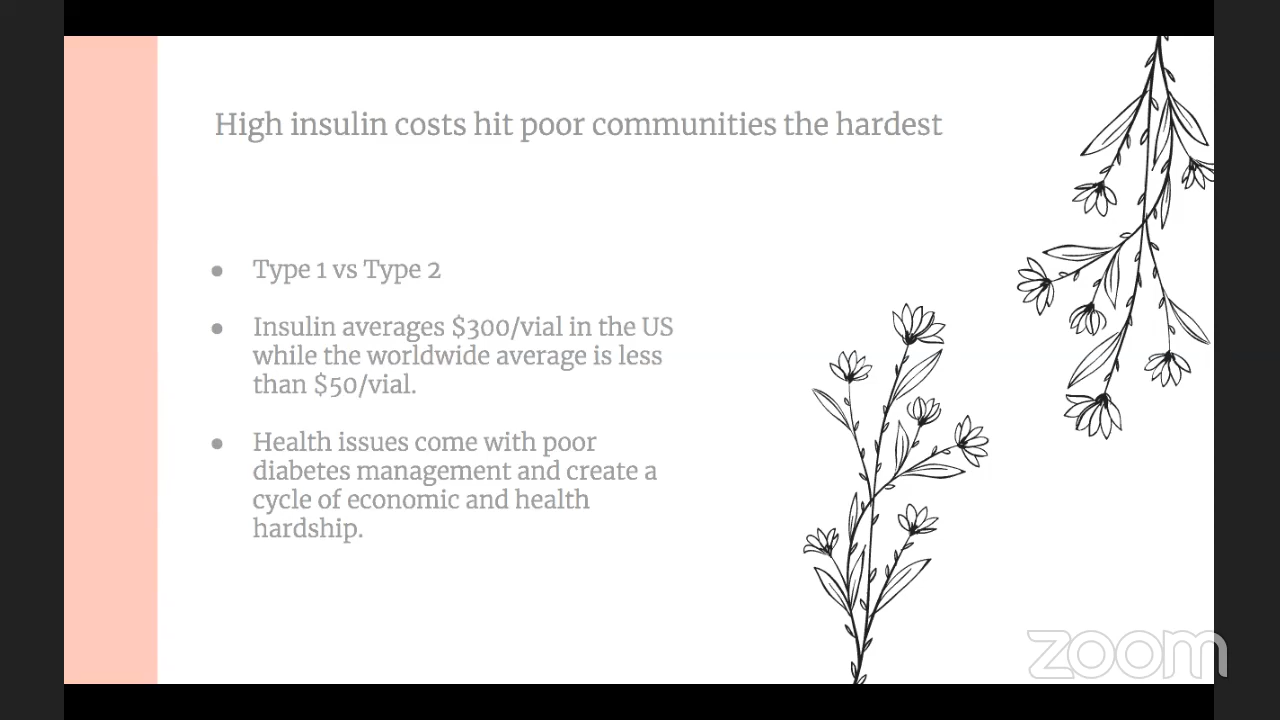 High insulin costs hit poor communities the hardest
● Type 1 vs Type 2
● Insulin averages $300/vial in the US
while the worldwide average is less
than $50/vial.
● Health issues come with poor
diabetes management and create a
cycle of economic and health
hardship.
zoom